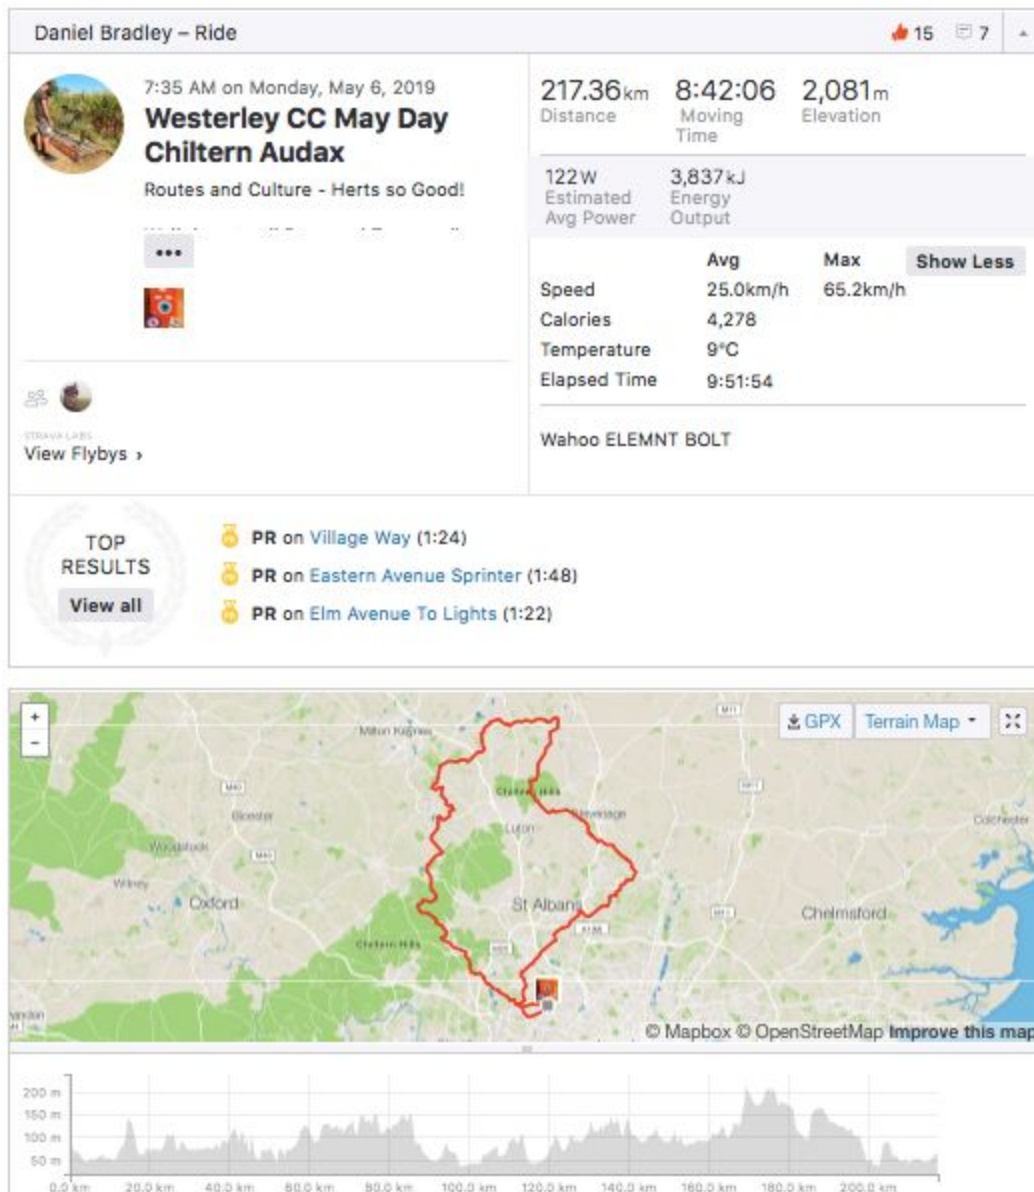 Daniel Bradley – Ride
15
7
7:35 AM on Monday, May 6, 2019
Westerley CC May Day
Chiltern Audax
Routes and Culture - Herts so Good!
•••
STRAVA LABS
View Flybys ›
217.36km 8:42:06 2,081m
Distance Moving Elevation
Time
122W 3,837kJ
Estimated Energy
Avg Power Output
Avg Max Show Less
Speed 25.0km/h 65.2km/h
Calories 4,278
Temperature 9°C
Elapsed Time 9:51:54
Wahoo ELEMNT BOLT
TOP
RESULTS
View all
PR on Village Way (1:24)
PR on Eastern Avenue Sprinter (1:48)
PR on Elm Avenue To Lights (1:22)
+
−
GPX Terrain Map
M11
Milton Keynes
M40
Chiltern Hills
M11
Bicester
Stevenage
Luton
Colchester
Woodstock
M40
Witney
Oxford
St Albans
M11
Chelmsford
Chiltern Hills
M25
© Mapbox © OpenStreetMap Improve this map
200 m
150 m
100 m
50 m
0.0 km 20.0 km 40.0 km 60.0 km 80.0 km 100.0 km 120.0 km 140.0 km 160.0 km 180.0 km 200.0 km